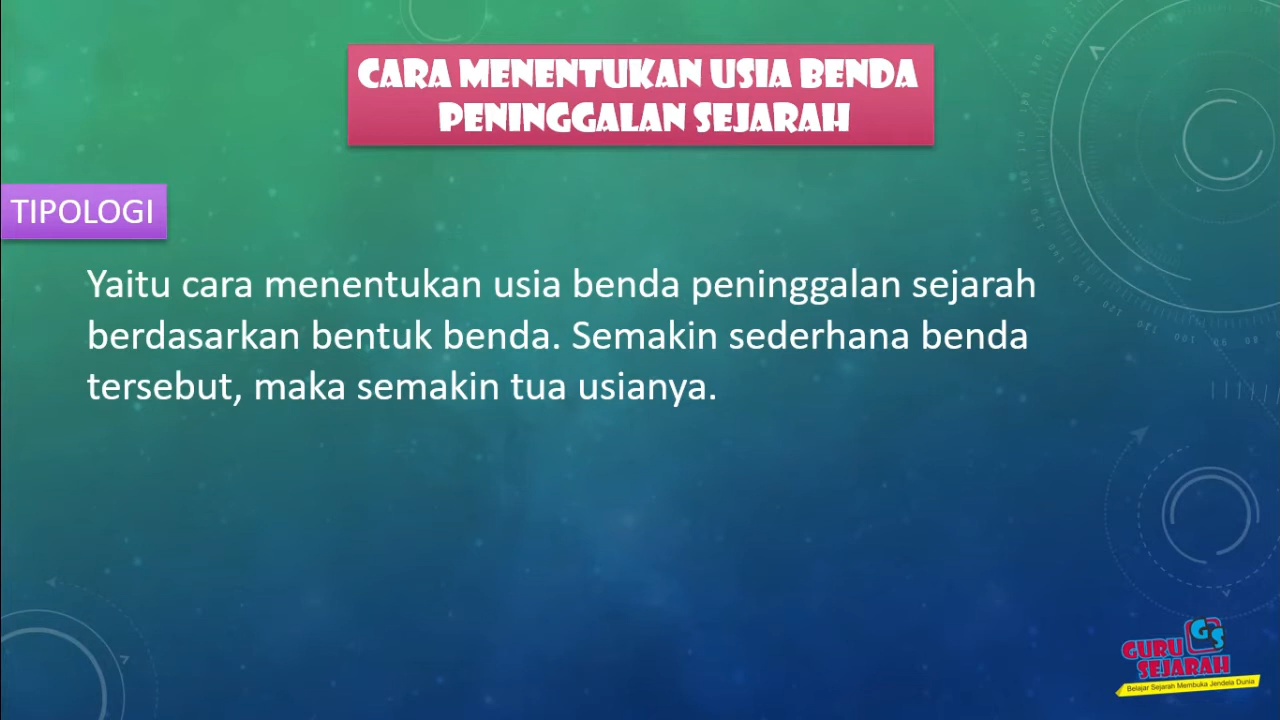 CARA MENENTUKAN USIA BENDA
PENINGGALAN SEJARAH
TIPOLOGI
Yaitu cara menentukan usia benda peninggalan sejarah
berdasarkan bentuk benda. Semakin sederhana benda
tersebut, maka semakin tua usianya.
GS
GURU
SEJARAH
Belajar Sejarah Membuka Jendela Dunia